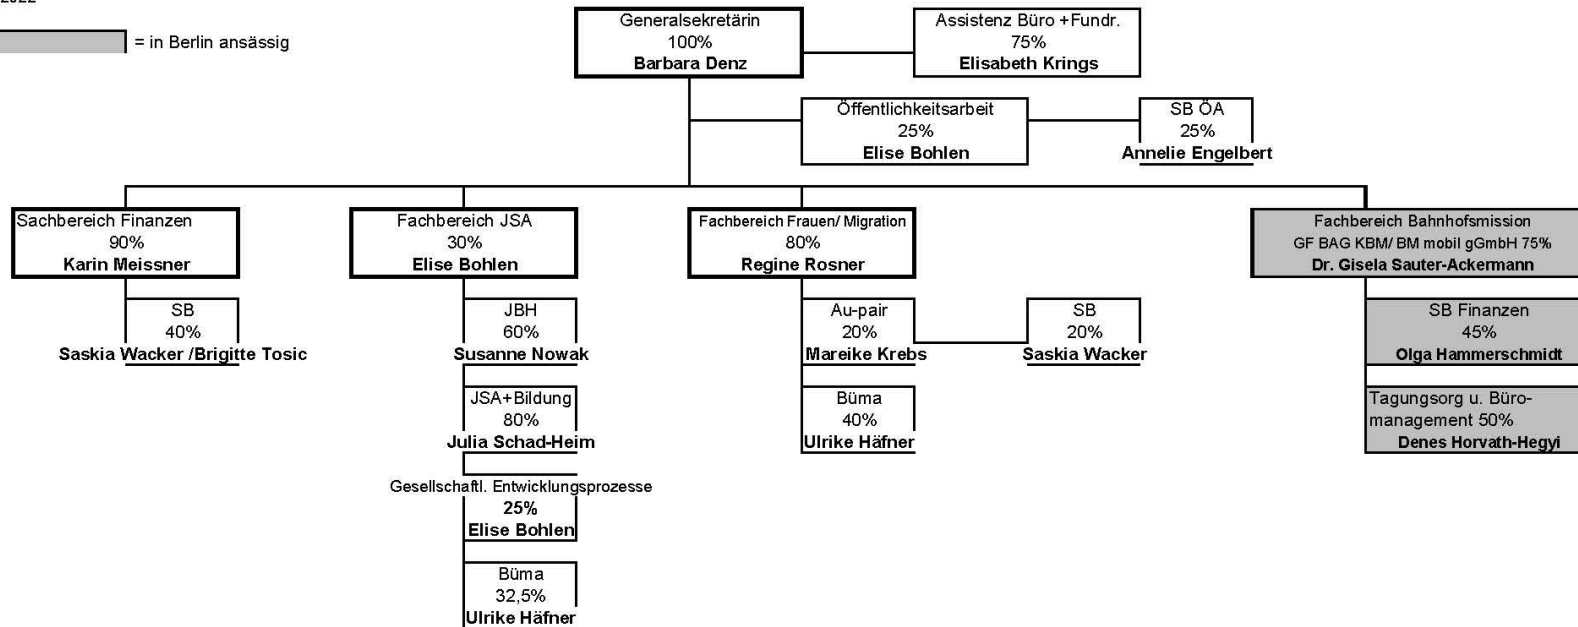 = in Berlin ansässig
Generalsekretärin
100%
Barbara Denz
Assistenz Büro +Fundr.
75%
Elisabeth Krings
Öffentlichkeitsarbeit
25%
Elise Bohlen
SB ÖA
25%
Annelie Engelbert
Sachbereich Finanzen
90%
Karin Meissner
Fachbereich JSA
30%
Elise Bohlen
Fachbereich Frauen/ Migration
80%
Regine Rosner
Fachbereich Bahnhofsmission
GF BAG KBM/ BM mobil gGmbH 75%
Dr. Gisela Sauter-Ackermann
SB
40%
Saskia Wacker /Brigitte Tosic
JBH
60%
Susanne Nowak
Au-pair
20%
Mareike Krebs
SB
20%
Saskia Wacker
SB Finanzen
45%
Olga Hammerschmidt
JSA+Bildung
80%
Julia Schad-Heim
Büma
40%
Ulrike Häfner
Tagungsorg u. Büro-
management 50%
Denes Horvath-Hegyi
Gesellschaftl. Entwicklungsprozesse
25%
Elise Bohlen
Büma
32,5%
Ulrike Häfner